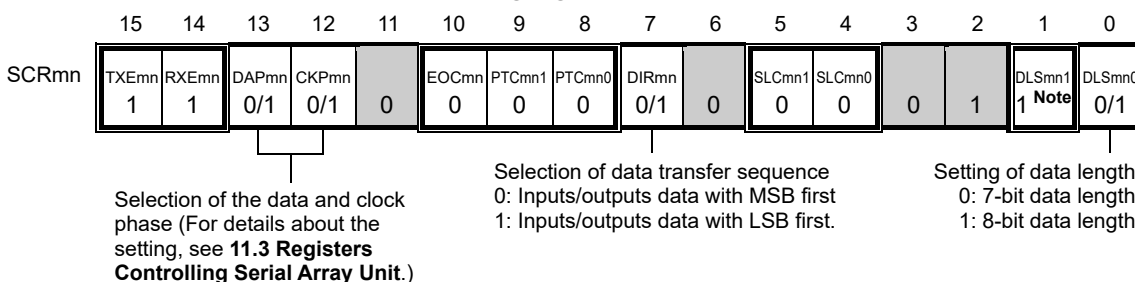 15 14 13 12 11 10 9 8 7 6 5 4 3 2 1 0
SCRmn TXEmn RXEmn DAPmn CKPmn EOCmn PTCmn1 PTCmn0 DIRmn SLCmn1 SLCmn0 DLSmn1 DLSmn0
1 1 0/1 0/1 0 0 0 0 0/1 0 0 0 0 1 1 Note 0/1
Selection of the data and clock
phase (For details about the
setting, see 11.3 Registers
Controlling Serial Array Unit.)
Selection of data transfer sequence
0: Inputs/outputs data with MSB first
1: Inputs/outputs data with LSB first.
Setting of data length
0: 7-bit data length
1: 8-bit data length